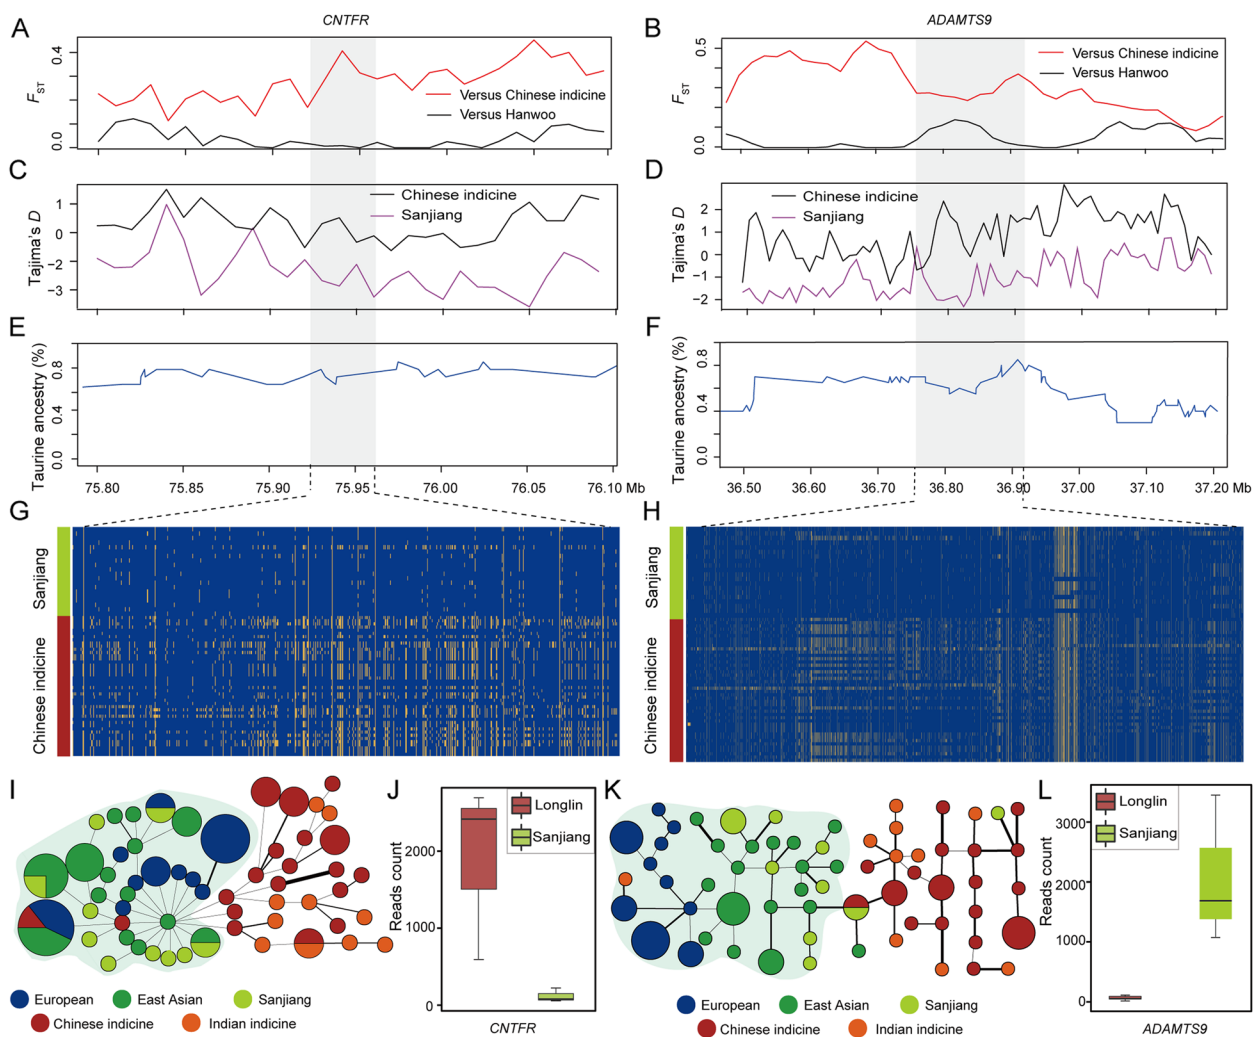 A
CNTFR
0.4
0.0
F ST
Versus Chinese indicine
Versus Hanwoo
B
ADAMTS9
0.5
0.0
F ST
Versus Chinese indicine
Versus Hanwoo
C
1
0
−2
−3
Tajima's D
Chinese indicine
Sanjiang
D
2
1
0
−1
−2
Tajima's D
Chinese indicine
Sanjiang
E
0.8
0.4
0.0
Taurine ancestry (%)
75.80 75.85 75.90 75.95 76.00 76.05 76.10 Mb
F
0.8
0.4
0.0
Taurine ancestry (%)
36.50 36.60 36.70 36.80 36.90 37.00 37.10 37.20 Mb
G
Sanjiang
Chinese indicine
H
Sanjiang
Chinese indicine
I
European East Asian Sanjiang
Chinese indicine Indian indicine
J
Longlin
Sanjiang
2000
1000
0
Reads count
CNTFR
K
European East Asian Sanjiang
Chinese indicine Indian indicine
L
Longlin
Sanjiang
3000
2000
1000
0
Reads count
ADAMTS9